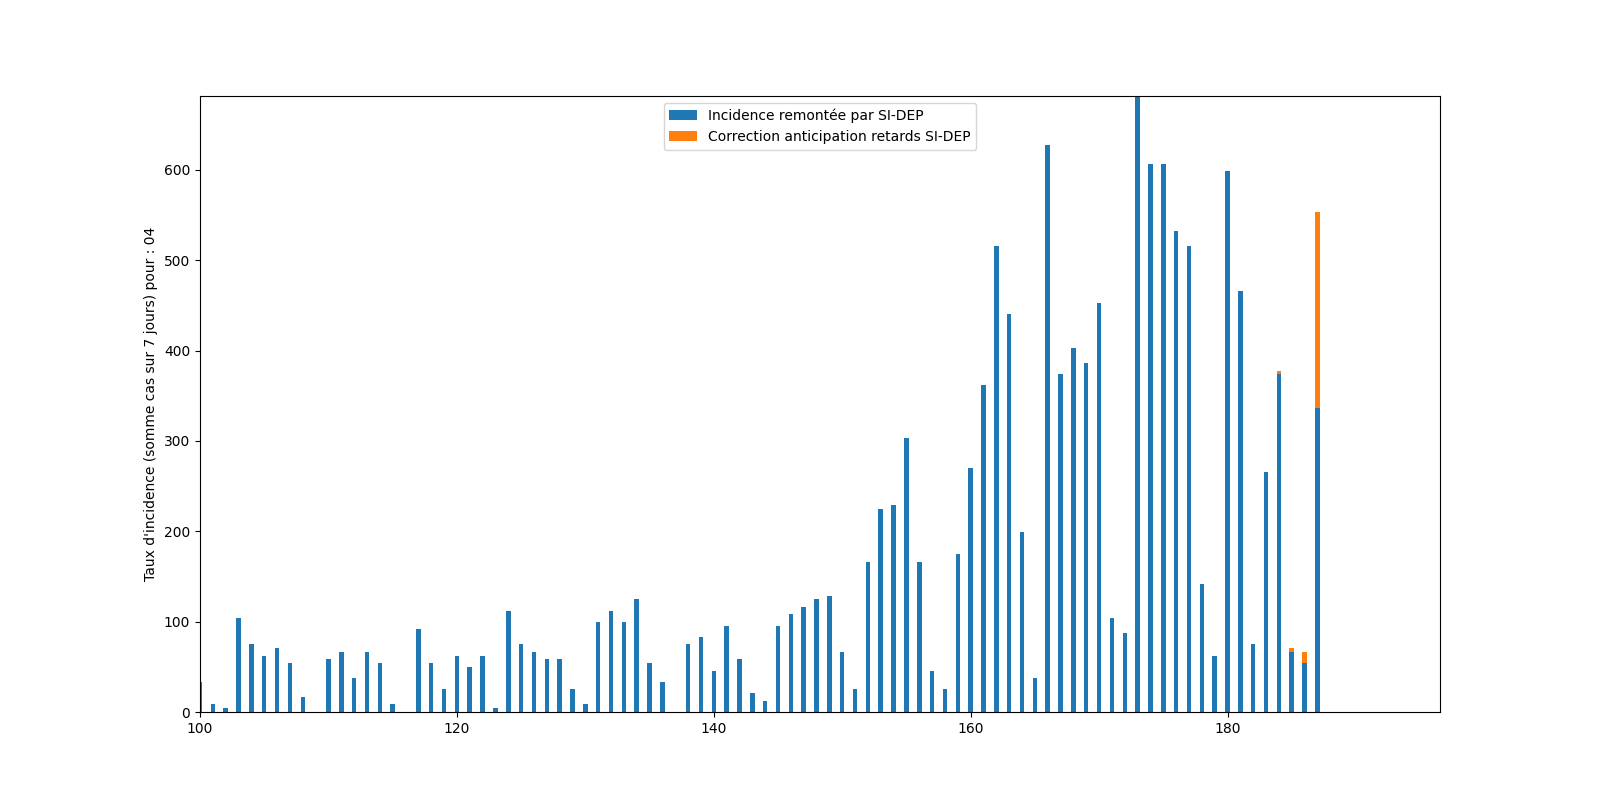 Incidence remontée par SI-DEP
Correction anticipation retards SI-DEP
Taux d'incidence (somme cas sur 7 jours) pour : 04
600
500
400
300
200
100
0
100 120 140 160 180